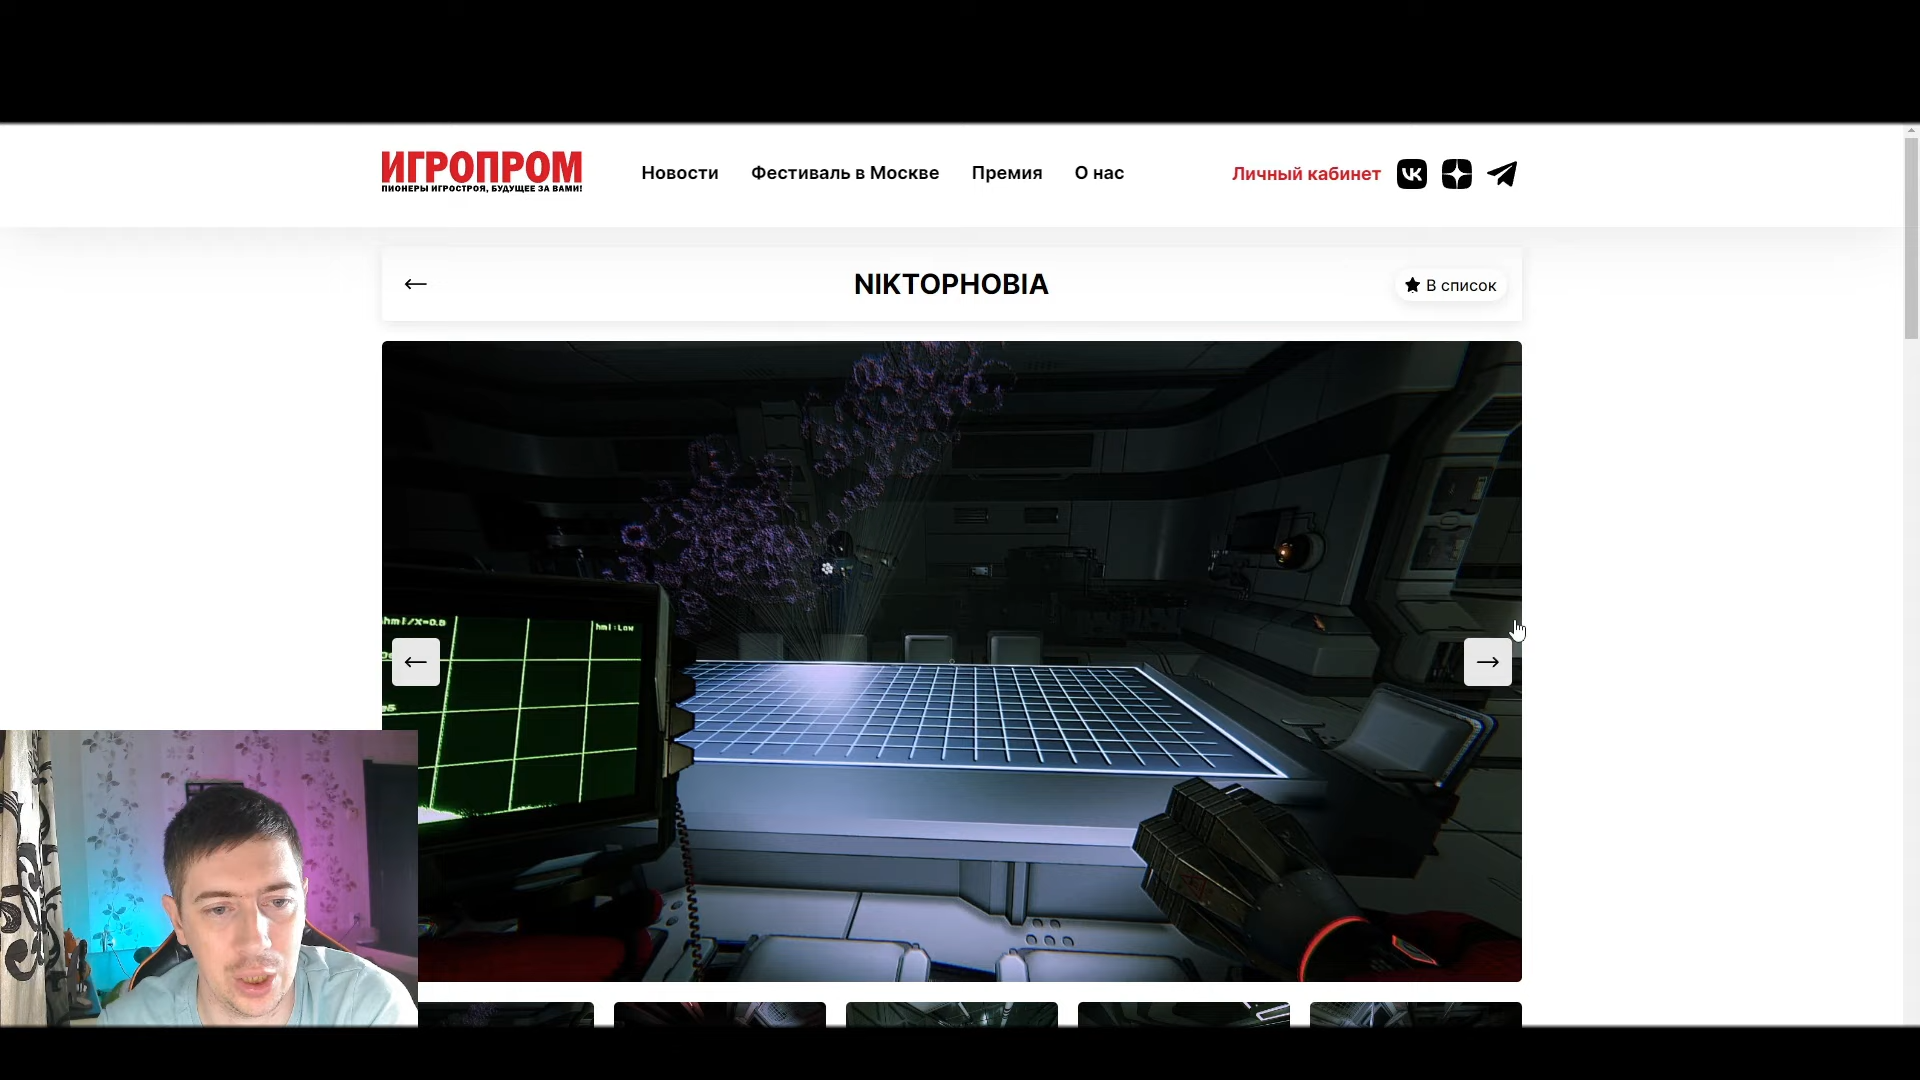 ИГРОПРОМ
ПИОНЕРЫ ИГРОСТРОЯ, БУДУЩЕЕ ЗА ВАМИ!
Новости
Фестиваль в Москве
Премия
О нас
Личный кабинет
NIKTOPHOBIA
В список
hml:Low